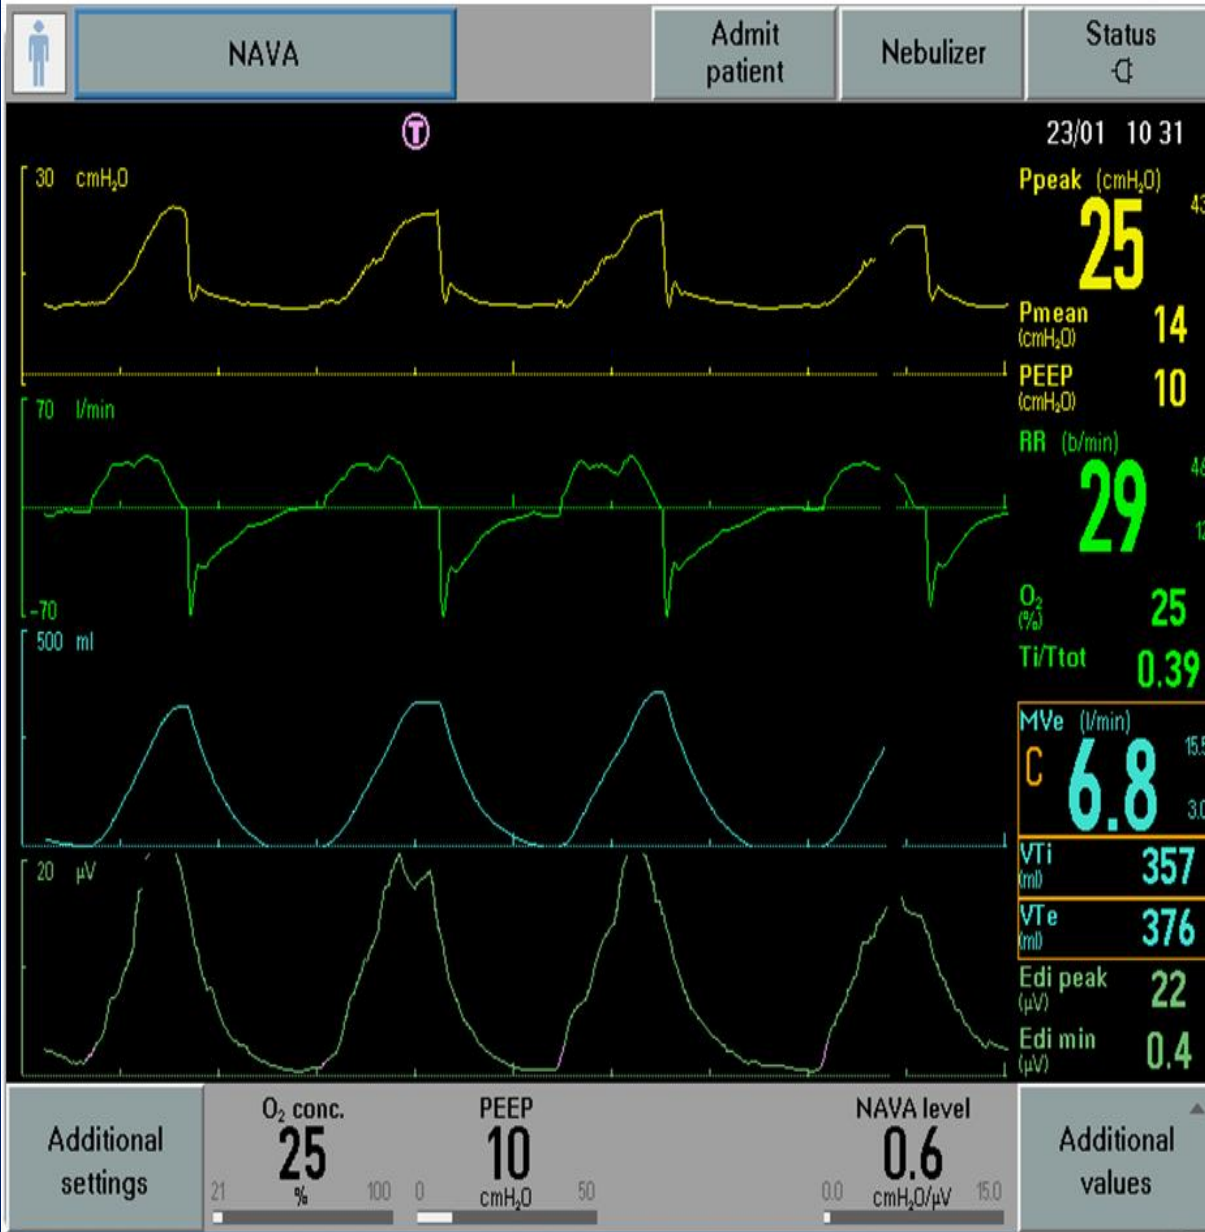 NAVA
Admit
patient
Nebulizer
Status
T
23/01 10 31
30 cmH₂O
Ppeak (cmH₂O)
25
Pmean
(cmH₂O)
14
PEEP
(cmH₂O)
10
70 l/min
RR (b/min)
29
-70
O₂
(%)
25
Ti/Ttot
0.39
500 ml
MVe (l/min)
15.5
C 6.8
3.0
VTi
(ml)
357
VTe
(ml)
376
20 µV
Edi peak
(µV)
22
Edi min
(µV)
0.4
Additional
settings
O₂ conc.
25
21 % 100
PEEP
10
0 cmH₂O 50
NAVA level
0.6
0.0 cmH₂O/µV 15.0
Additional
values